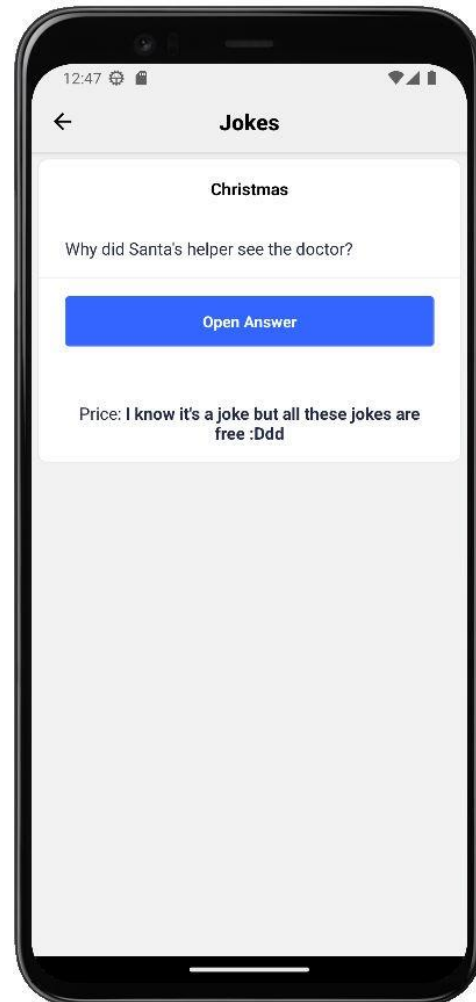 12:47
Jokes
Christmas
Why did Santa's helper see the doctor?
Open Answer
Price: I know it's a joke but all these jokes are
free :Ddd